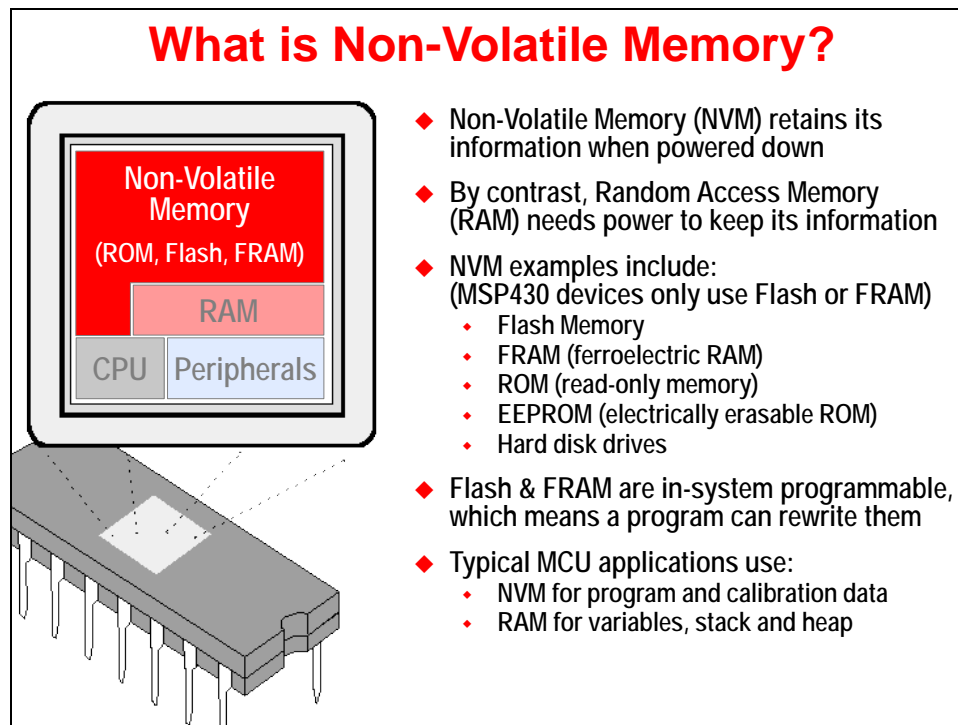 What is Non-Volatile Memory?
Non-Volatile
Memory
(ROM, Flash, FRAM)
RAM
CPU
Peripherals
Non-Volatile Memory (NVM) retains its
information when powered down
By contrast, Random Access Memory
(RAM) needs power to keep its information
NVM examples include:
(MSP430 devices only use Flash or FRAM)
Flash Memory
FRAM (ferroelectric RAM)
ROM (read-only memory)
EEPROM (electrically erasable ROM)
Hard disk drives
Flash & FRAM are in-system programmable,
which means a program can rewrite them
Typical MCU applications use:
NVM for program and calibration data
RAM for variables, stack and heap